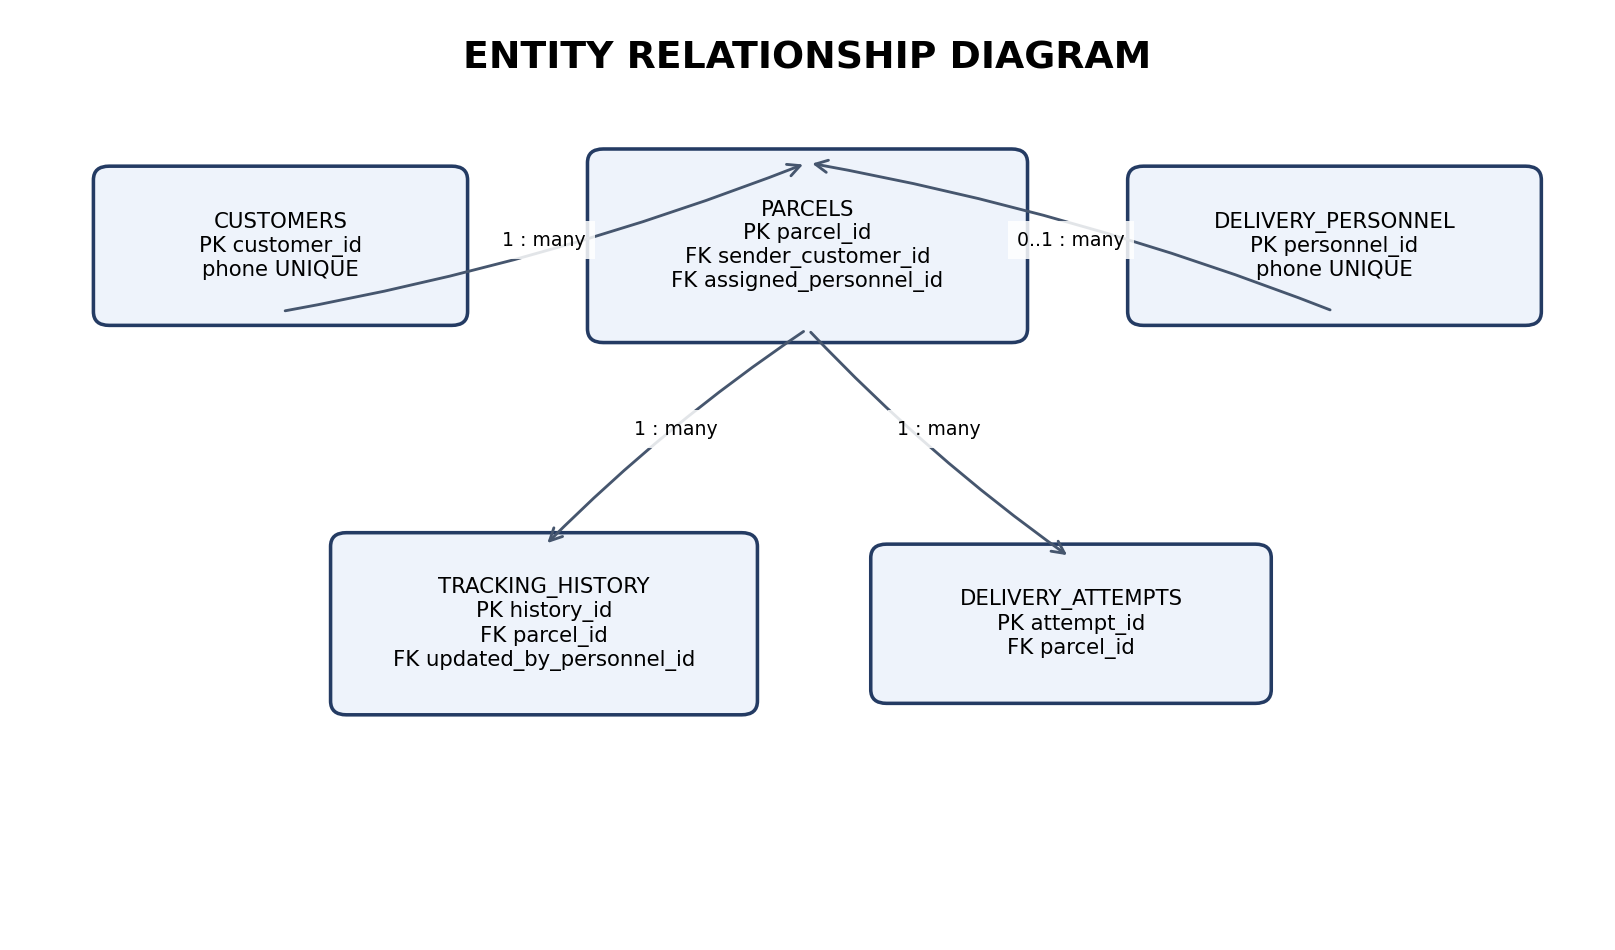 ENTITY RELATIONSHIP DIAGRAM
CUSTOMERS
PK customer_id
phone UNIQUE
1 : many
PARCELS
PK parcel_id
FK sender_customer_id
FK assigned_personnel_id
0..1 : many
DELIVERY_PERSONNEL
PK personnel_id
phone UNIQUE
1 : many
1 : many
TRACKING_HISTORY
PK history_id
FK parcel_id
FK updated_by_personnel_id
DELIVERY_ATTEMPTS
PK attempt_id
FK parcel_id